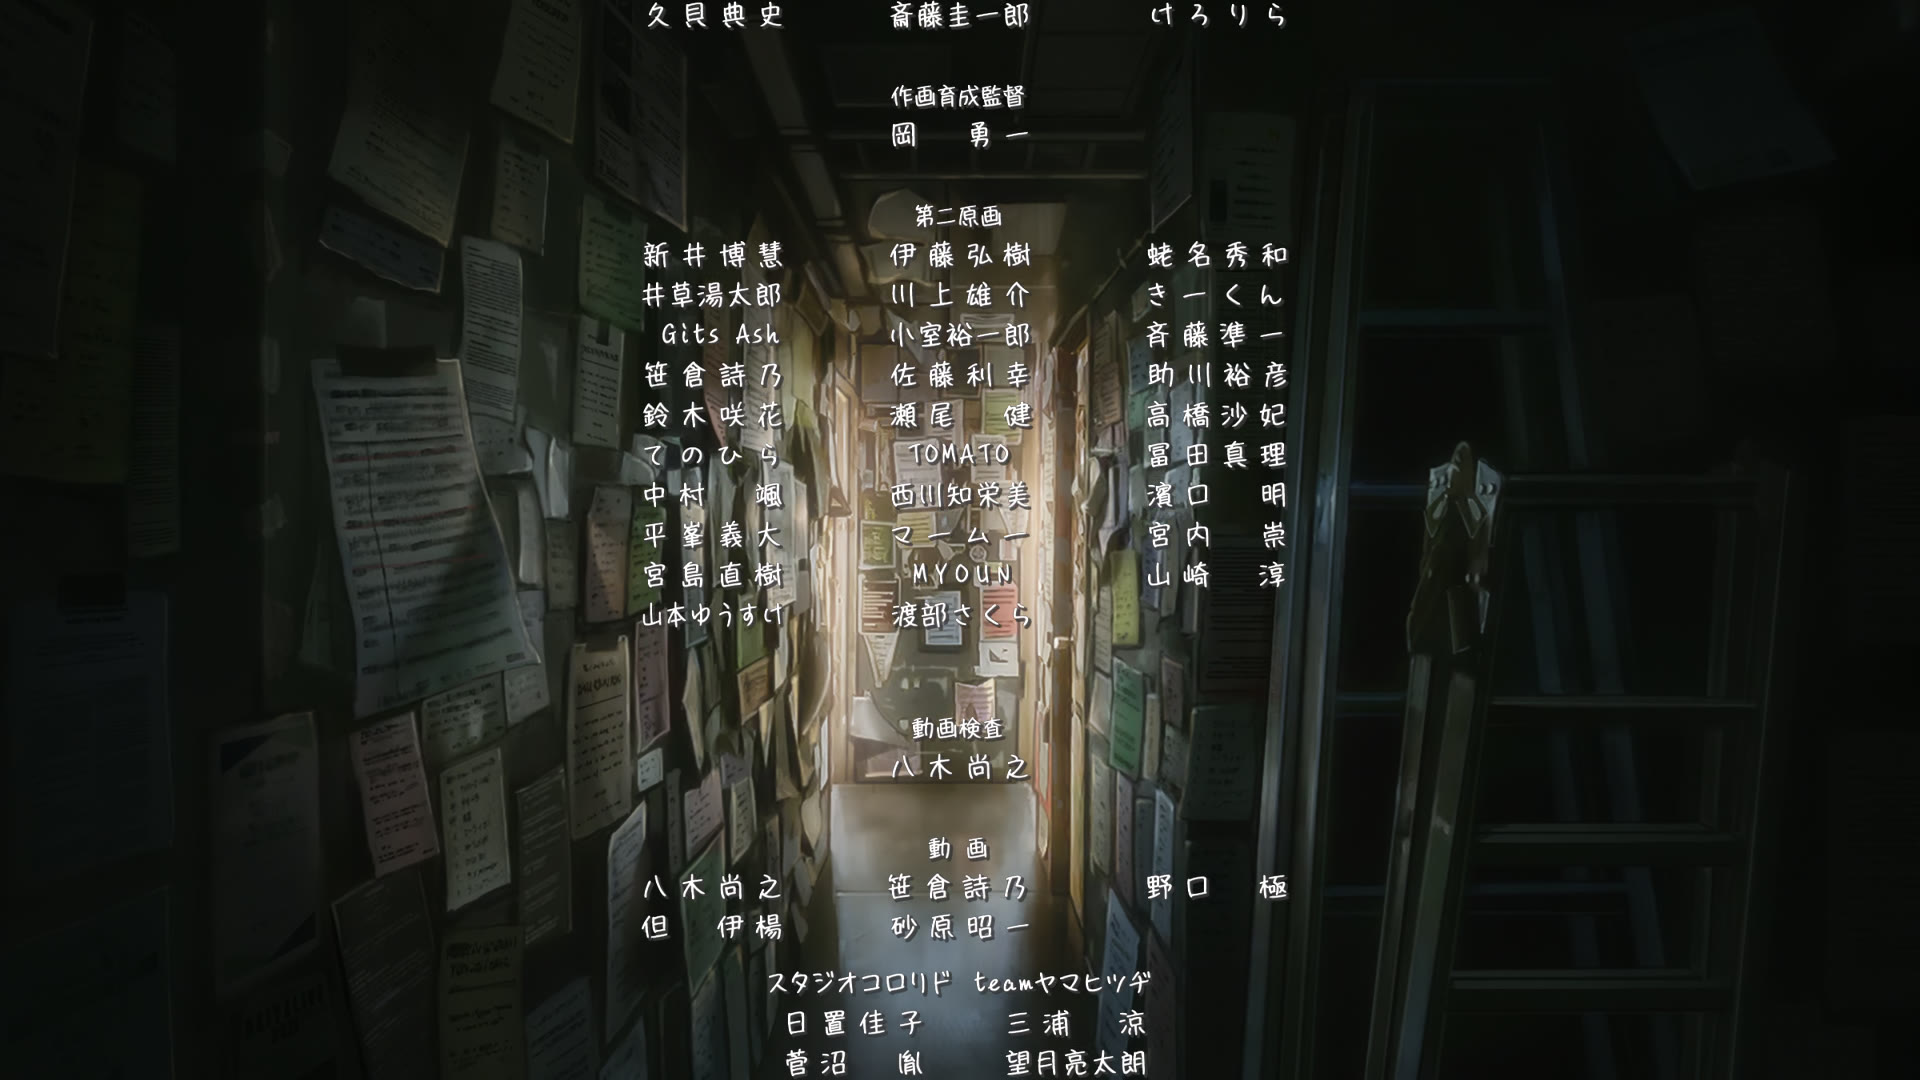 久貝典史 斎藤圭一郎 けろりら
作画育成監督
岡 勇一
第二原画
新井博慧 伊藤弘樹 蛯名秀和
井草湯太郎 川上雄介 きーくん
Gits Ash 小室裕一郎 斉藤準一
笹倉詩乃 佐藤利幸 助川裕彦
鈴木咲花 瀬尾 健 高橋沙妃
てのひら TOMATO 冨田真理
中村 颯 西川知栄美 濱口 明
平峯義大 マームー 宮内 崇
宮島直樹 MYOUN 山崎 淳
山本ゆうすけ 渡部さくら
動画検査
八木尚之
動画
八木尚之 笹倉詩乃 野口 極
但 伊楊 砂原昭一
スタジオコロリド teamヤマヒツヂ
日置佳子 三浦 涼
菅沼 胤 望月亮太朗